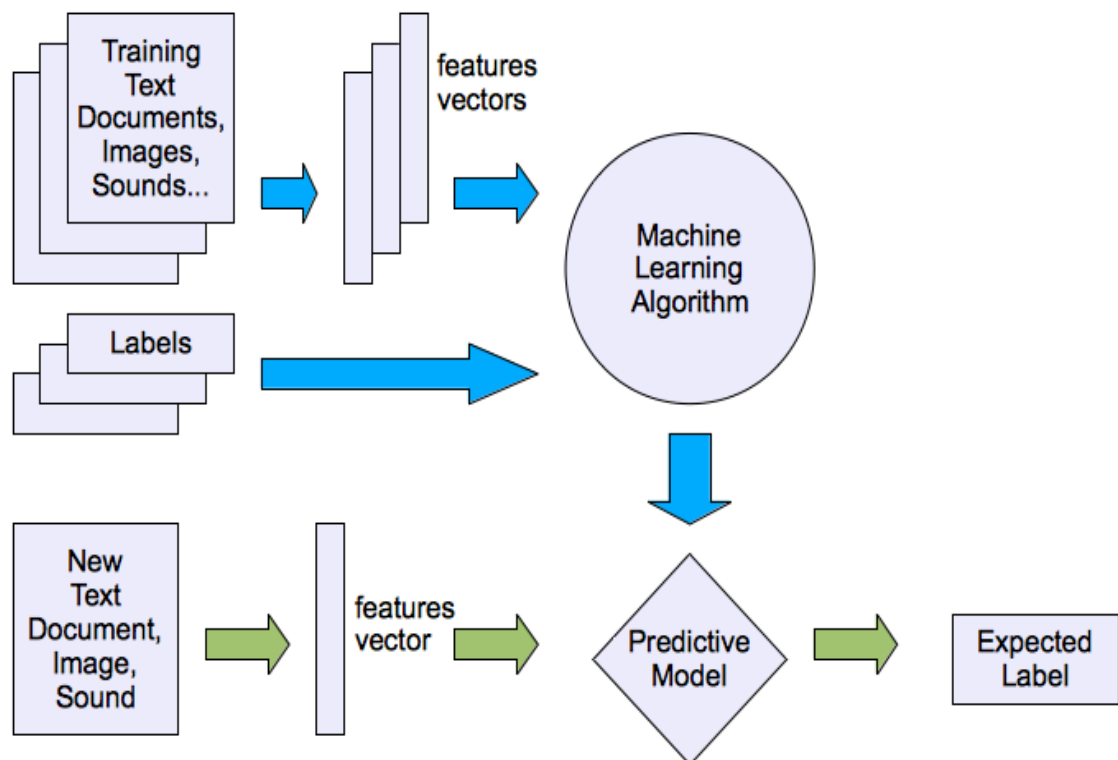 Training
Text
Documents,
Images,
Sounds...
features
vectors
Machine
Learning
Algorithm
Labels
New
Text
Document,
Image,
Sound
features
vector
Predictive
Model
Expected
Label